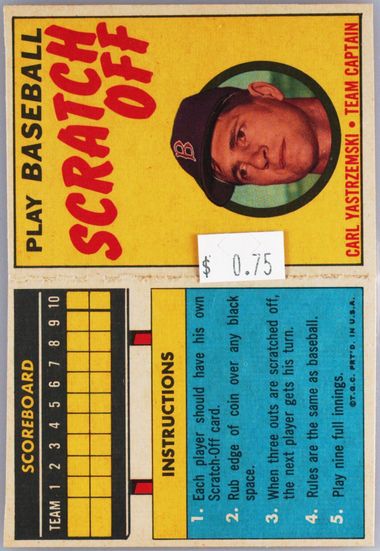 PLAY BASEBALL
SCRATCH
OFF
B
CARL YASTRZEMSKI • TEAM CAPTAIN
$ 0.75
SCOREBOARD
TEAM 1 2 3 4 5 6 7 8 9 10
INSTRUCTIONS
1. Each player should have his own
Scratch-Off card.
2. Rub edge of coin over any black
space.
3. When three outs are scratched off,
the next player gets his turn.
4. Rules are the same as baseball.
5. Play nine full innings.
©T.C.G. PRT'D. IN U.S.A.